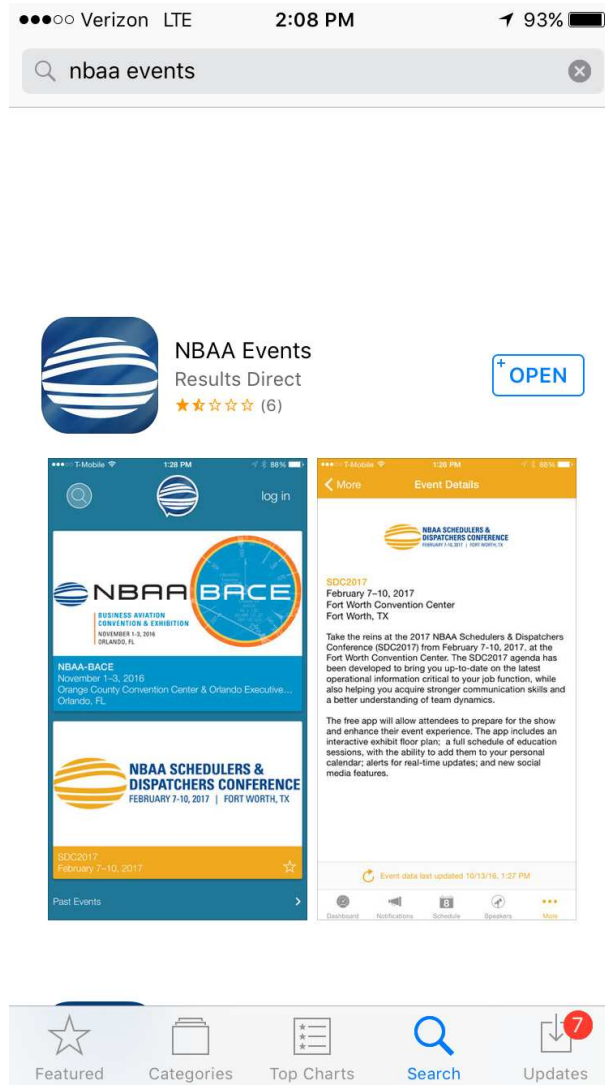 Verizon LTE 2:08 PM 93%
nbaa events
NBAA Events
Results Direct
(6)
+ OPEN
T-Mobile 1:28 PM 88%
log in
NBAA BACE
BUSINESS AVIATION
CONVENTION & EXHIBITION
NOVEMBER 1-3, 2016
ORLANDO, FL
NBAA-BACE
November 1–3, 2016
Orange County Convention Center & Orlando Executive...
Orlando, FL
NBAA SCHEDULERS &
DISPATCHERS CONFERENCE
FEBRUARY 7-10, 2017 | FORT WORTH, TX
SDC2017
February 7–10, 2017
Past Events
T-Mobile 1:28 PM 88%
More Event Details
NBAA SCHEDULERS &
DISPATCHERS CONFERENCE
FEBRUARY 7-10, 2017 | FORT WORTH, TX
SDC2017
February 7–10, 2017
Fort Worth Convention Center
Fort Worth, TX
Take the reins at the 2017 NBAA Schedulers & Dispatchers
Conference (SDC2017) from February 7-10, 2017, at the
Fort Worth Convention Center. The SDC2017 agenda has
been developed to bring you up-to-date on the latest
operational information critical to your job function, while
also helping you acquire stronger communication skills and
a better understanding of team dynamics.
The free app will allow attendees to prepare for the show
and enhance their event experience. The app includes an
interactive exhibit floor plan; a full schedule of education
sessions, with the ability to add them to your personal
calendar; alerts for real-time updates; and new social
media features.
Event data last updated 10/13/16, 1:27 PM
8
Dashboard Notifications Schedule Speakers More
7
Featured Categories Top Charts Search Updates